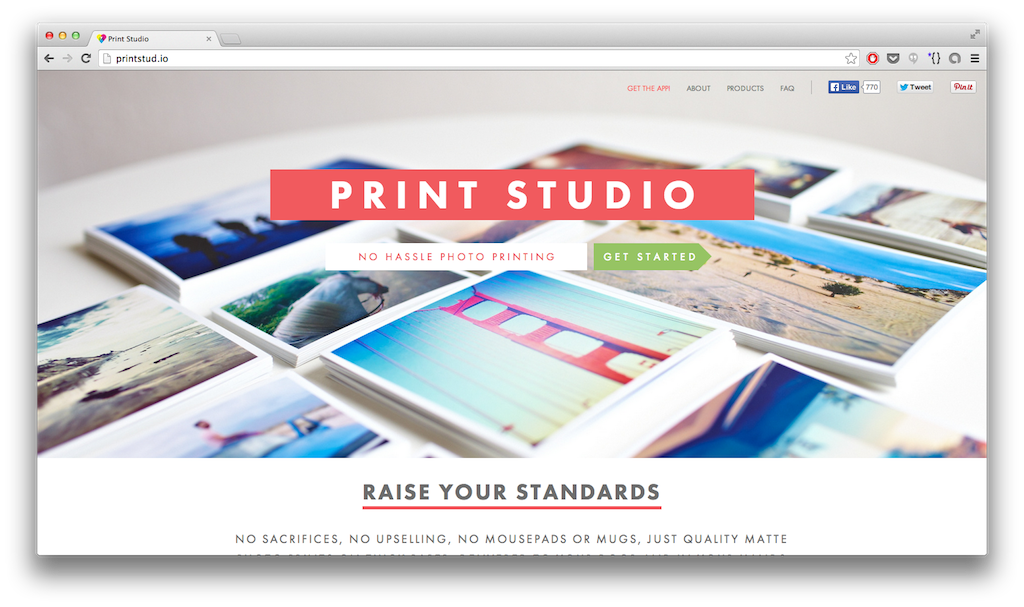 Print Studio
printstud.io
GET THE APP! ABOUT PRODUCTS FAQ Like 770 Tweet Pin it
PRINT STUDIO
NO HASSLE PHOTO PRINTING GET STARTED
RAISE YOUR STANDARDS
NO SACRIFICES, NO UPSELLING, NO MOUSEPADS OR MUGS, JUST QUALITY MATTE